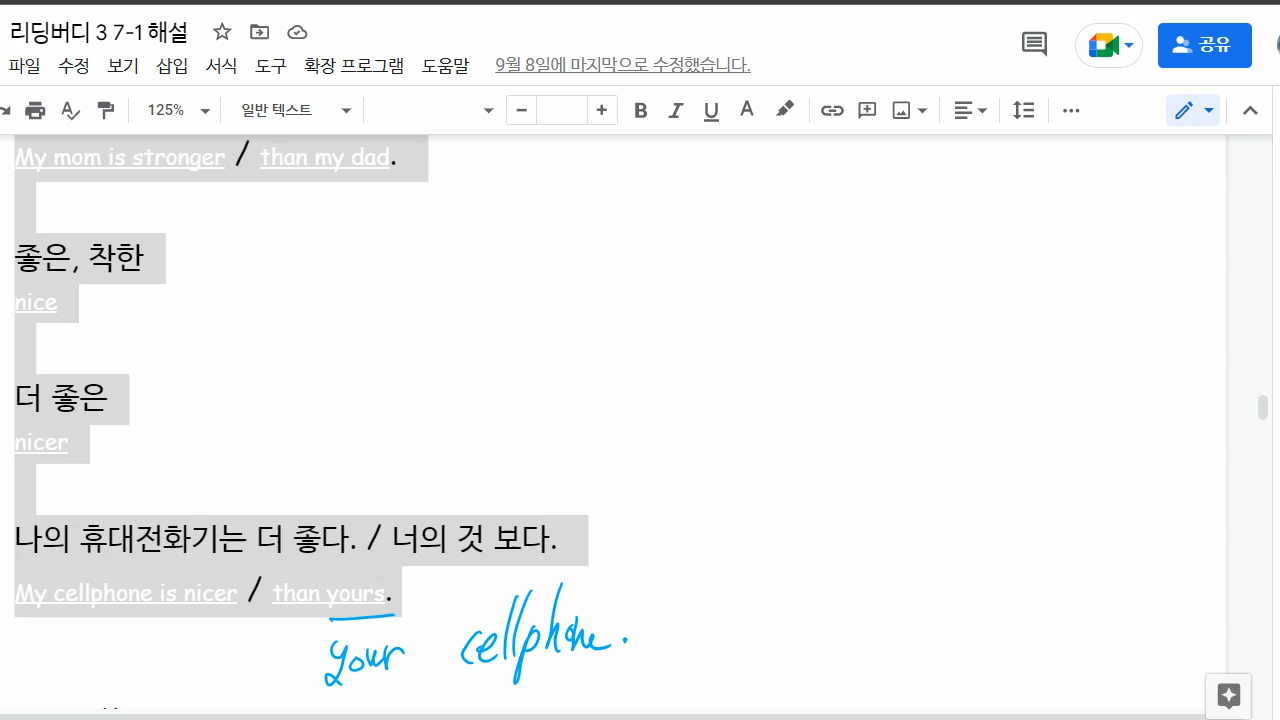 리딩버디 3 7-1 해설
파일 수정 보기 삽입 서식 도구 확장 프로그램 도움말 9월 8일에 마지막으로 수정했습니다.
공유
125% 일반 텍스트 − + B I U A
My mom is stronger / than my dad.
좋은, 착한
nice
더 좋은
nicer
나의 휴대전화기는 더 좋다. / 너의 것 보다.
My cellphone is nicer / than yours.
your cellphone.